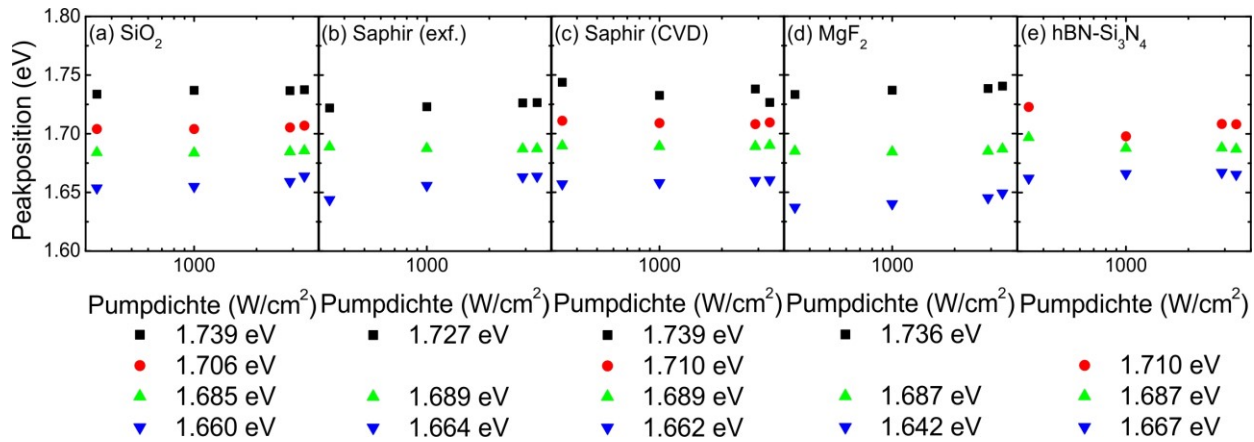 (a) SiO₂ (b) Saphir (exf.) (c) Saphir (CVD) (d) MgF₂ (e) hBN-Si₃N₄
Peakposition (eV)
1.80
1.75
1.70
1.65
1.60
1000 1000 1000 1000 1000
Pumpdichte (W/cm²) Pumpdichte (W/cm²) Pumpdichte (W/cm²) Pumpdichte (W/cm²) Pumpdichte (W/cm²)
1.739 eV 1.727 eV 1.739 eV 1.736 eV
1.706 eV 1.710 eV 1.710 eV
1.685 eV 1.689 eV 1.689 eV 1.687 eV 1.687 eV
1.660 eV 1.664 eV 1.662 eV 1.642 eV 1.667 eV